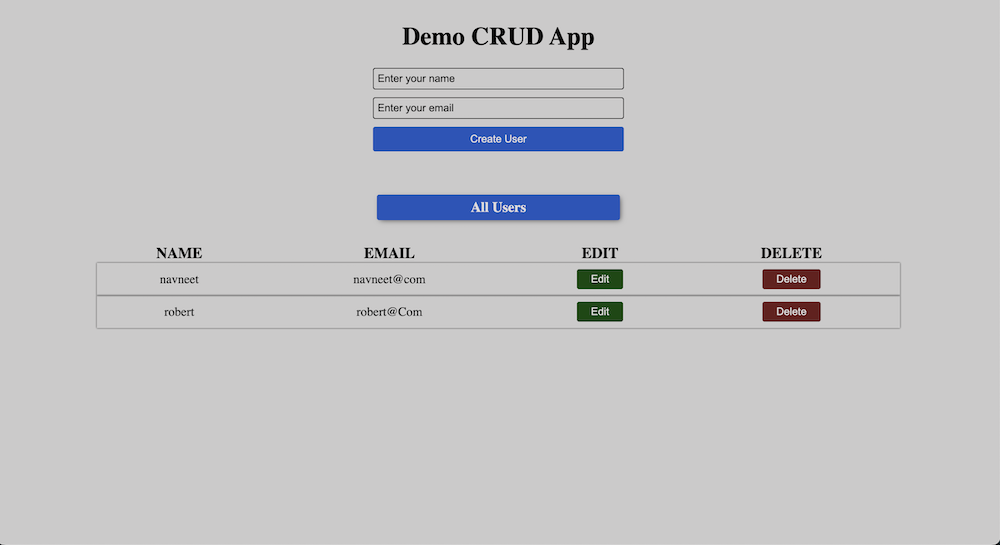 Demo CRUD App
Enter your name
Enter your email
Create User
All Users
NAME EMAIL EDIT DELETE
navneet navneet@com Edit Delete
robert robert@Com Edit Delete